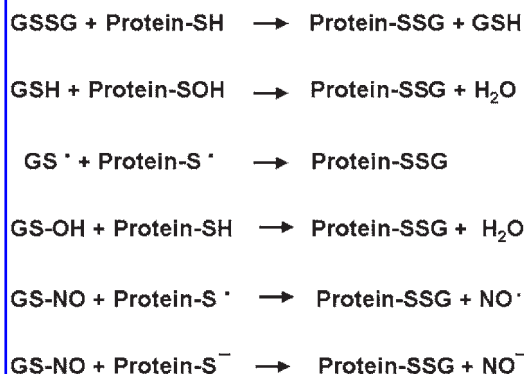 GSSG + Protein-SH → Protein-SSG + GSH
GSH + Protein-SOH → Protein-SSG + H₂O
GS˙ + Protein-S˙ → Protein-SSG
GS-OH + Protein-SH → Protein-SSG + H₂O
GS-NO + Protein-S˙ → Protein-SSG + NO˙
GS-NO + Protein-S⁻ → Protein-SSG + NO⁻